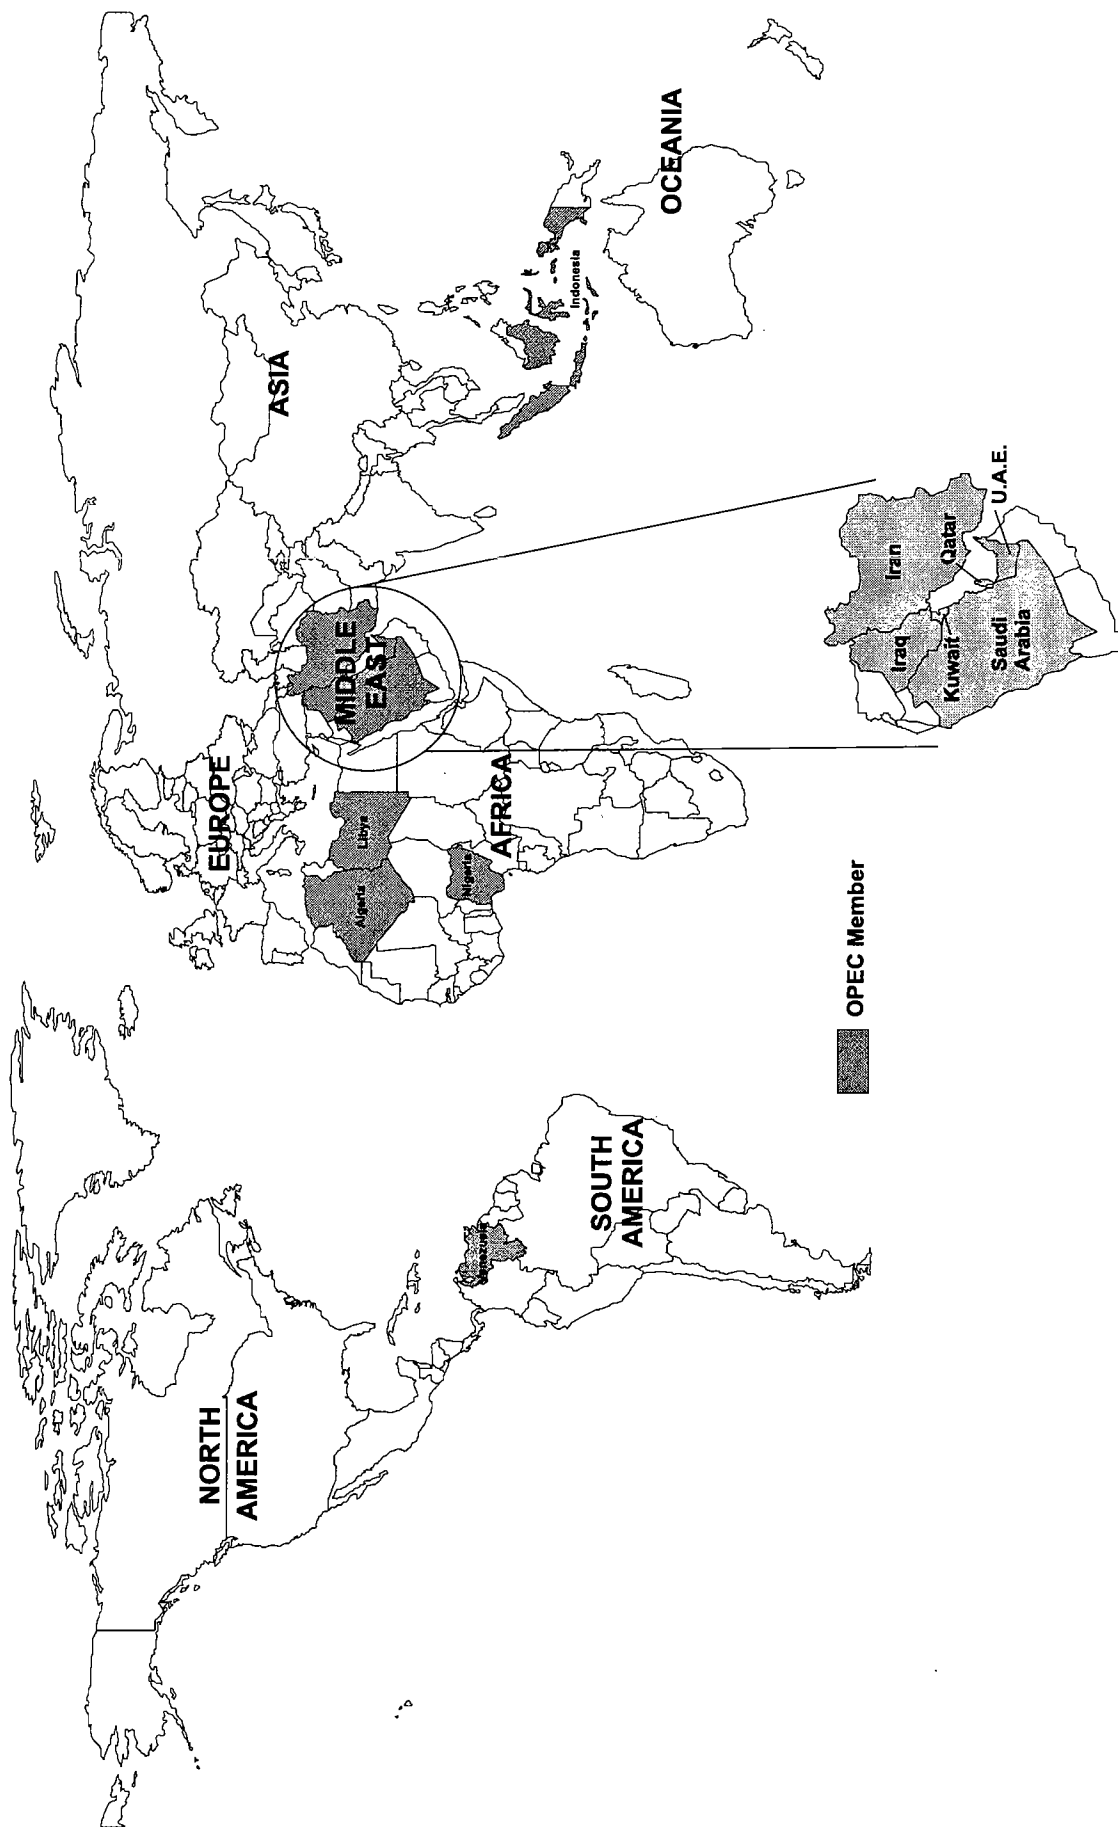 NORTH
AMERICA
SOUTH
AMERICA
Venezuela
EUROPE
AFRICA
Algeria
Libya
Nigeria
MIDDLE
EAST
ASIA
Indonesia
OCEANIA
OPEC Member
Iraq
Iran
Kuwait
Qatar
Saudi
Arabia
U.A.E.